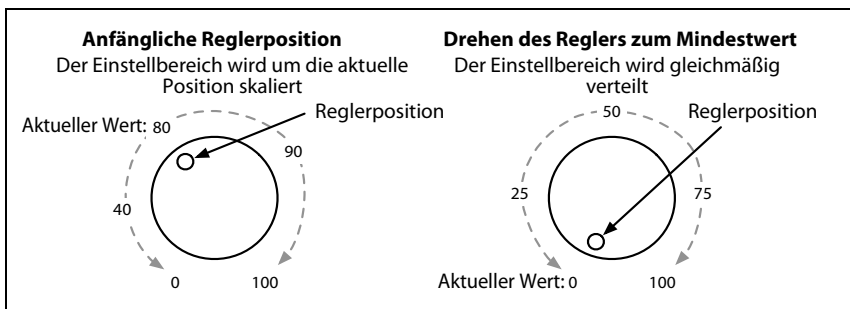 Anfängliche Reglerposition
Der Einstellbereich wird um die aktuelle
Position skaliert
Reglerposition
Aktueller Wert: 80
90
40
0
100
Drehen des Reglers zum Mindestwert
Der Einstellbereich wird gleichmäßig
verteilt
50
Reglerposition
25
75
Aktueller Wert: 0
100